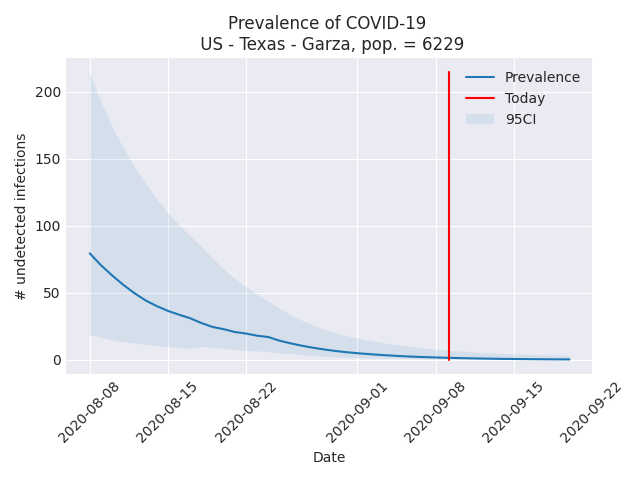 Prevalence of COVID-19
US - Texas - Garza, pop. = 6229
Prevalence
Today
95CI
200
150
100
50
0
# undetected infections
2020-08-08
2020-08-15
2020-08-22
2020-09-01
2020-09-08
2020-09-15
2020-09-22
Date